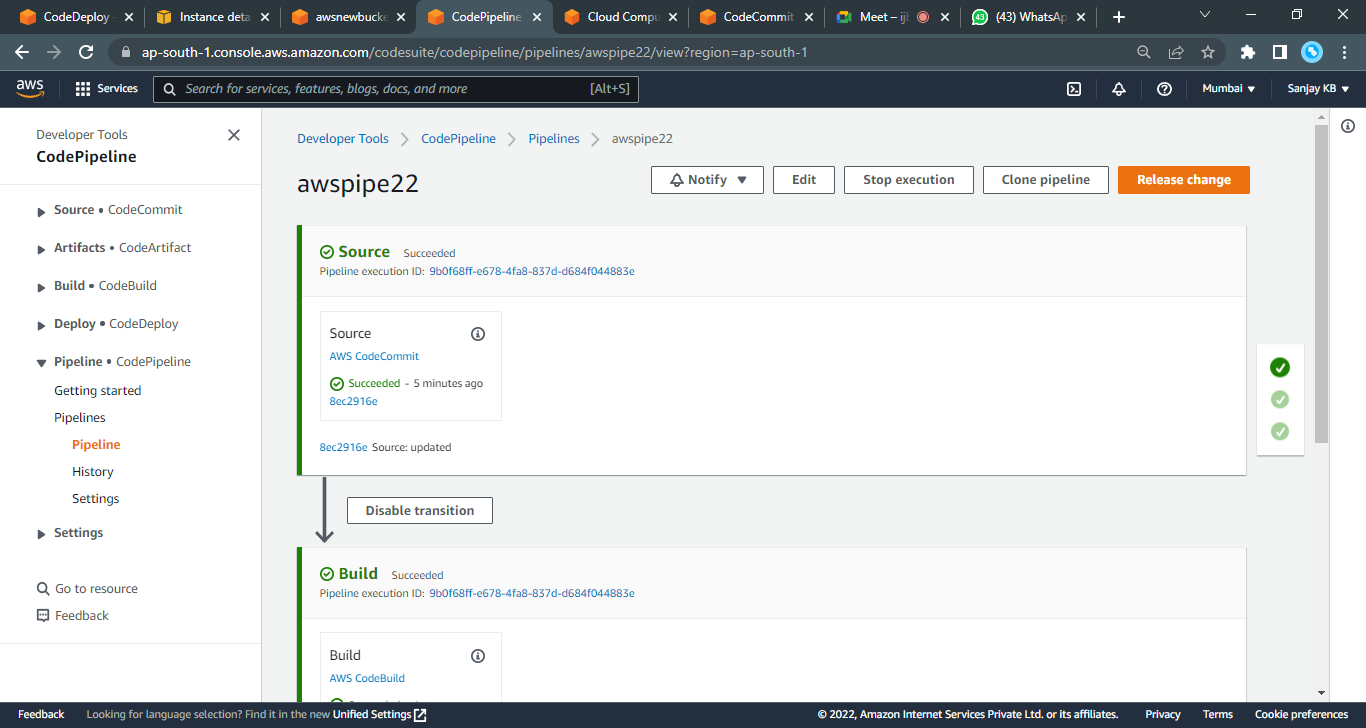 CodeDeploy -
Instance deta
awsnewbucke
CodePipeline
Cloud Compu
CodeCommit
Meet – ijt
(43) WhatsAp
ap-south-1.console.aws.amazon.com/codesuite/codepipeline/pipelines/awspipe22/view?region=ap-south-1
aws Services Search for services, features, blogs, docs, and more [Alt+S] Mumbai Sanjay KB
Developer Tools
CodePipeline
Source • CodeCommit
Artifacts • CodeArtifact
Build • CodeBuild
Deploy • CodeDeploy
Pipeline • CodePipeline
Getting started
Pipelines
Pipeline
History
Settings
Settings
Go to resource
Feedback
Developer Tools CodePipeline Pipelines awspipe22
awspipe22
Notify Edit Stop execution Clone pipeline Release change
Source Succeeded
Pipeline execution ID: 9b0f68ff-e678-4fa8-837d-d684f044883e
Source
AWS CodeCommit
Succeeded - 5 minutes ago
8ec2916e
8ec2916e Source: updated
Disable transition
Build Succeeded
Pipeline execution ID: 9b0f68ff-e678-4fa8-837d-d684f044883e
Build
AWS CodeBuild
Feedback Looking for language selection? Find it in the new Unified Settings © 2022, Amazon Internet Services Private Ltd. or its affiliates. Privacy Terms Cookie preferences